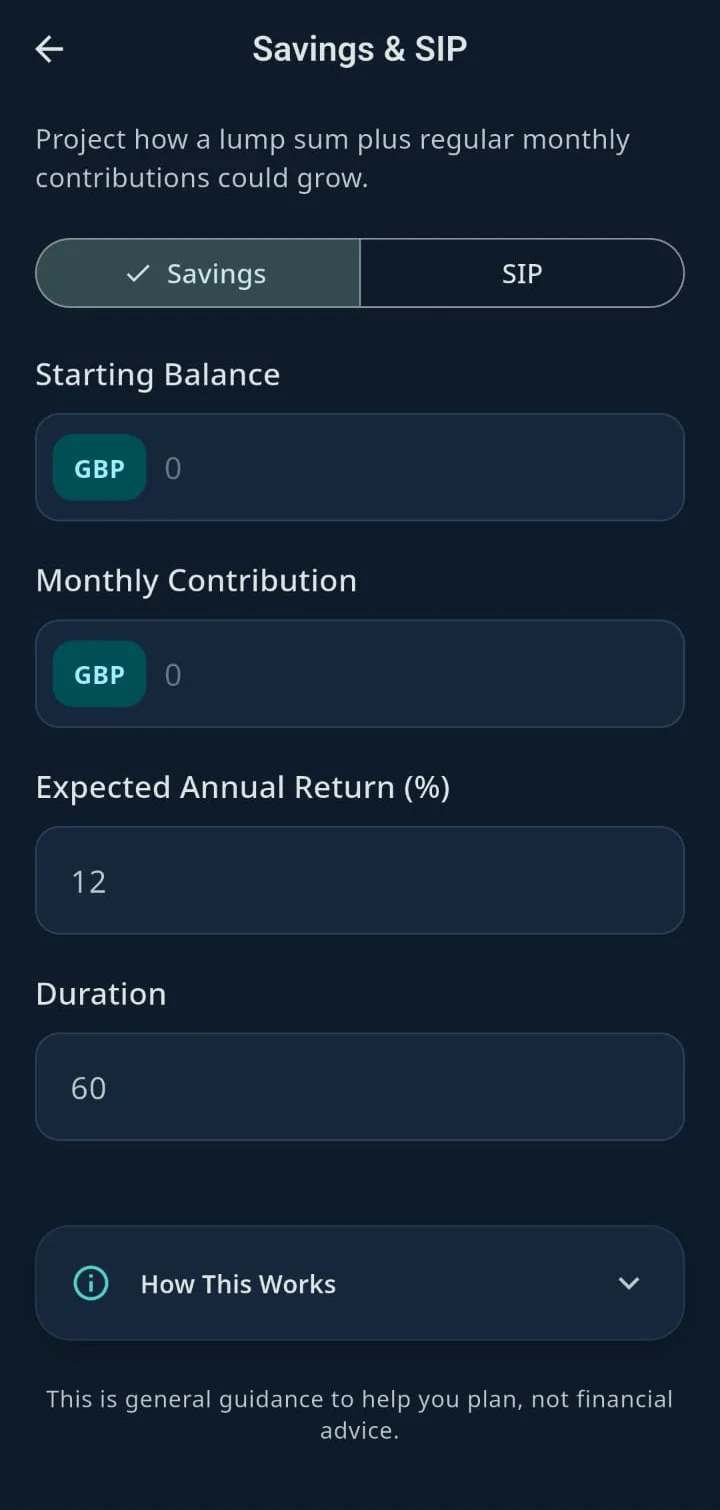 Savings & SIP
Project how a lump sum plus regular monthly
contributions could grow.
Savings
SIP
Starting Balance
GBP 0
Monthly Contribution
GBP 0
Expected Annual Return (%)
12
Duration
60
How This Works
This is general guidance to help you plan, not financial
advice.